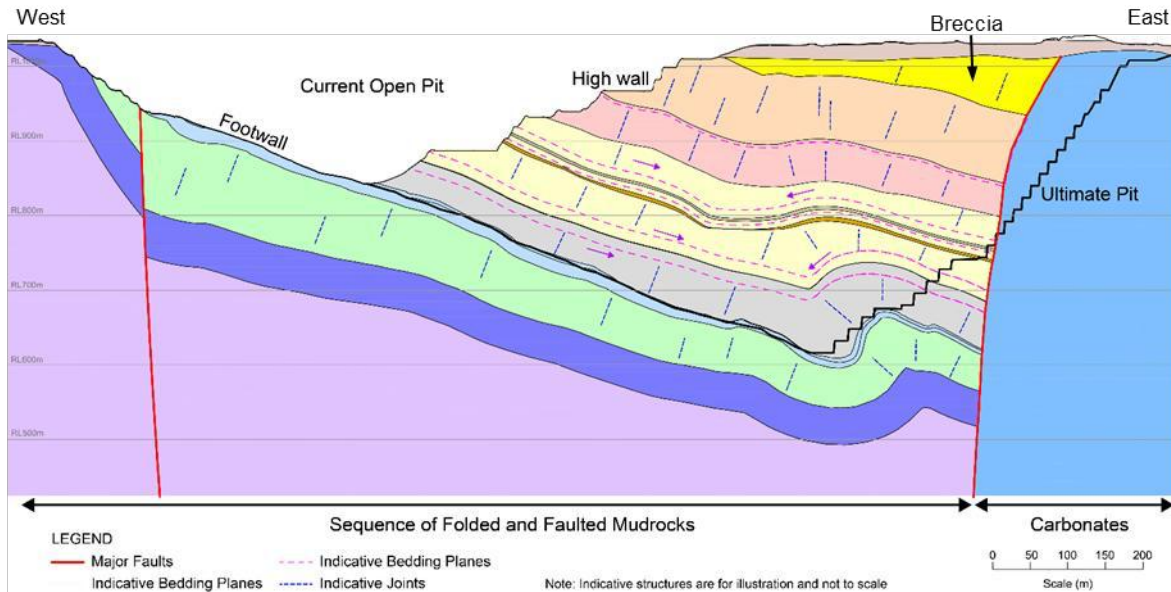 West
East
Breccia
RL1000m
Current Open Pit
High wall
Footwall
RL900m
Ultimate Pit
RL800m
RL700m
RL600m
RL500m
Sequence of Folded and Faulted Mudrocks
Carbonates
LEGEND
Major Faults
Indicative Bedding Planes
Indicative Bedding Planes
Indicative Joints
Note: Indicative structures are for illustration and not to scale
0 50 100 150 200
Scale (m)